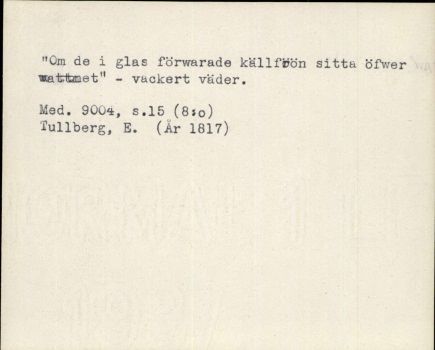 "Om de i glas förwarade källfrön sitta öfwer
wattnet" - vackert väder.
Med. 9004, s.15 (8:o)
Tullberg, E. (År 1817)